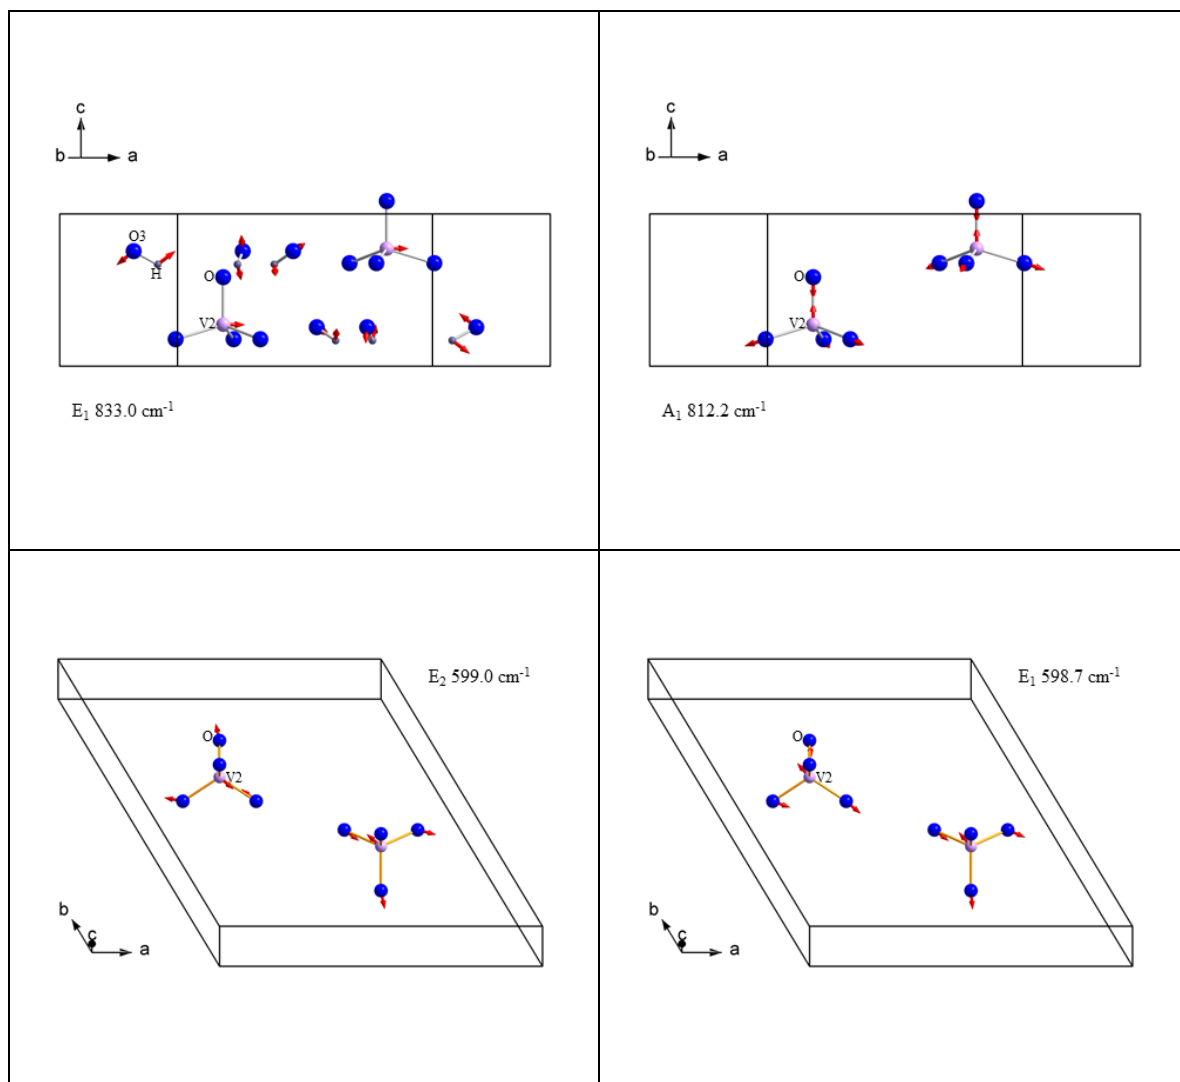 c
b a
O3
H
O
V2
E₁ 833.0 cm⁻¹
c
b a
O
V2
A₁ 812.2 cm⁻¹
E₂ 599.0 cm⁻¹
O
V2
b
c
a
E₁ 598.7 cm⁻¹
O
V2
b
c
a